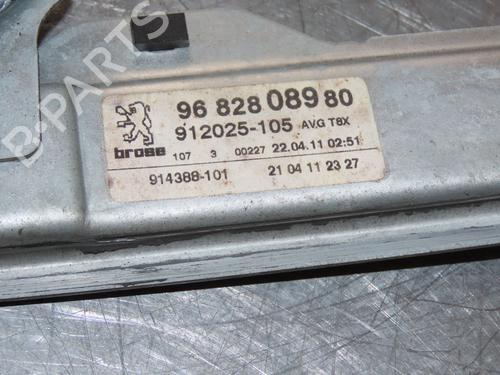 96 828 089 80
912025-105 AV.G T8X
brose 107 3 00227 22.04.11 02:51
914388-101 21 04 11 23 27
B-PARTS